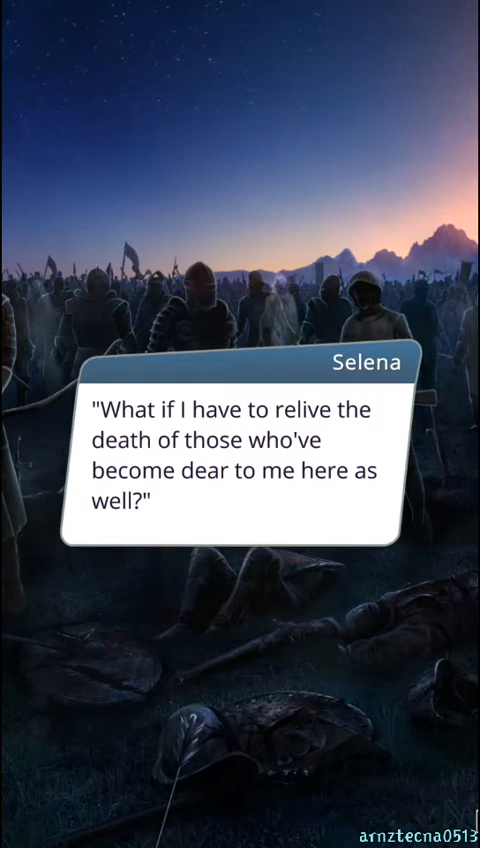 Selena
"What if I have to relive the
death of those who've
become dear to me here as
well?"
arnztecna0513